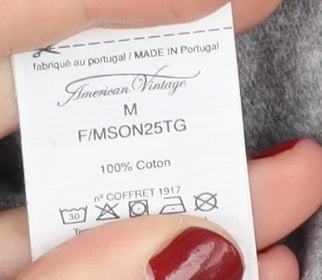 fabriqué au portugal / MADE IN Portugal
American Vintage
M
F/MSON25TG
100% Coton
n° COFFRET 1917
30